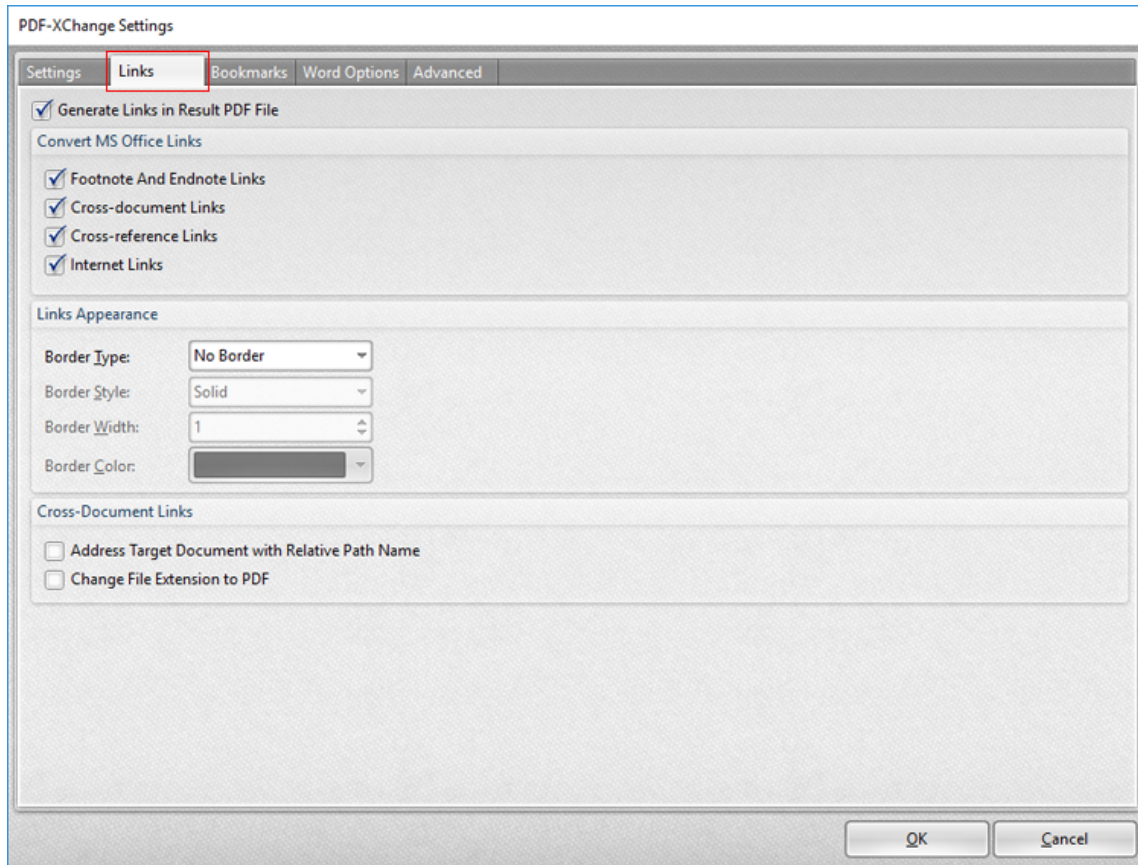 PDF-XChange Settings
Settings Links Bookmarks Word Options Advanced
Generate Links in Result PDF File
Convert MS Office Links
Footnote And Endnote Links
Cross-document Links
Cross-reference Links
Internet Links
Links Appearance
Border Type: No Border
Border Style: Solid
Border Width: 1
Border Color:
Cross-Document Links
Address Target Document with Relative Path Name
Change File Extension to PDF
OK Cancel